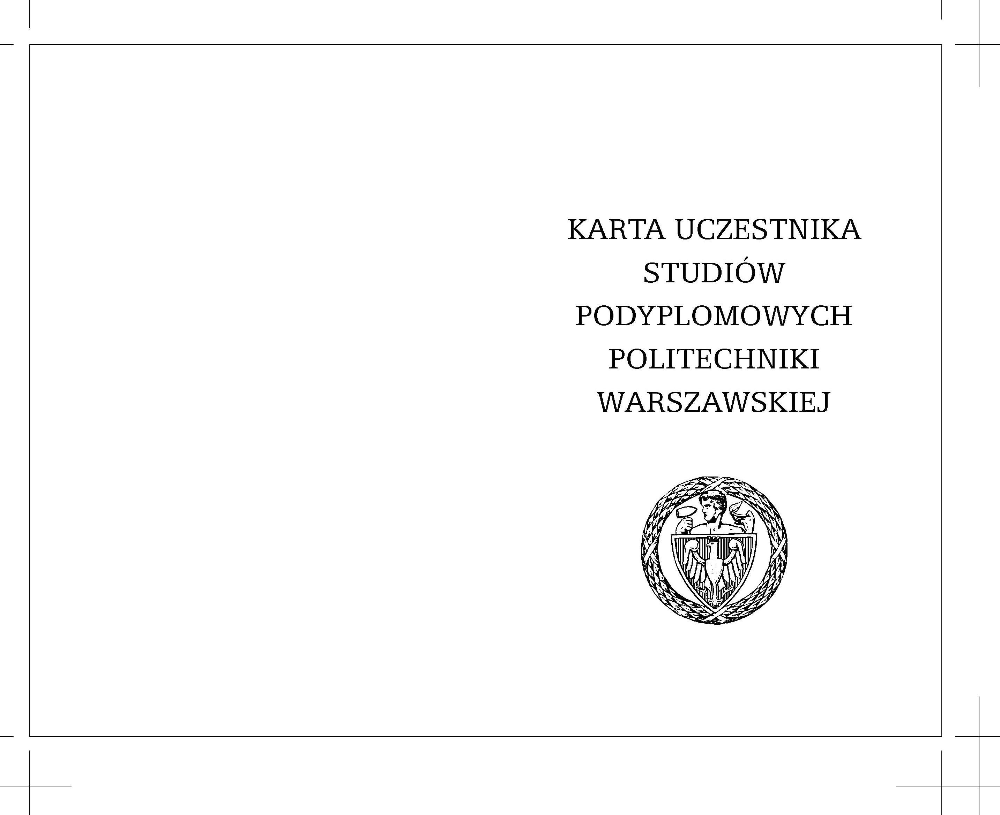 KARTA UCZESTNIKA
STUDIÓW
PODYPLOMOWYCH
POLITECHNIKI
WARSZAWSKIEJ